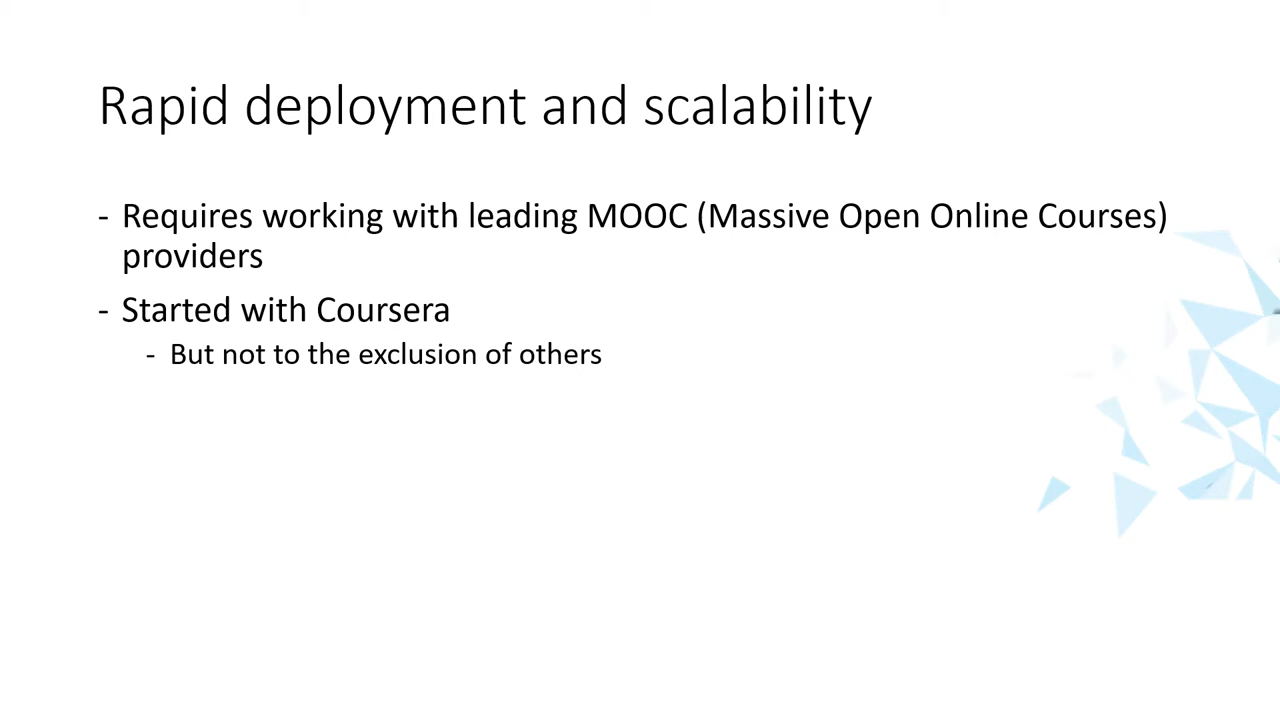 Rapid deployment and scalability
- Requires working with leading MOOC (Massive Open Online Courses)
providers
- Started with Coursera
- But not to the exclusion of others